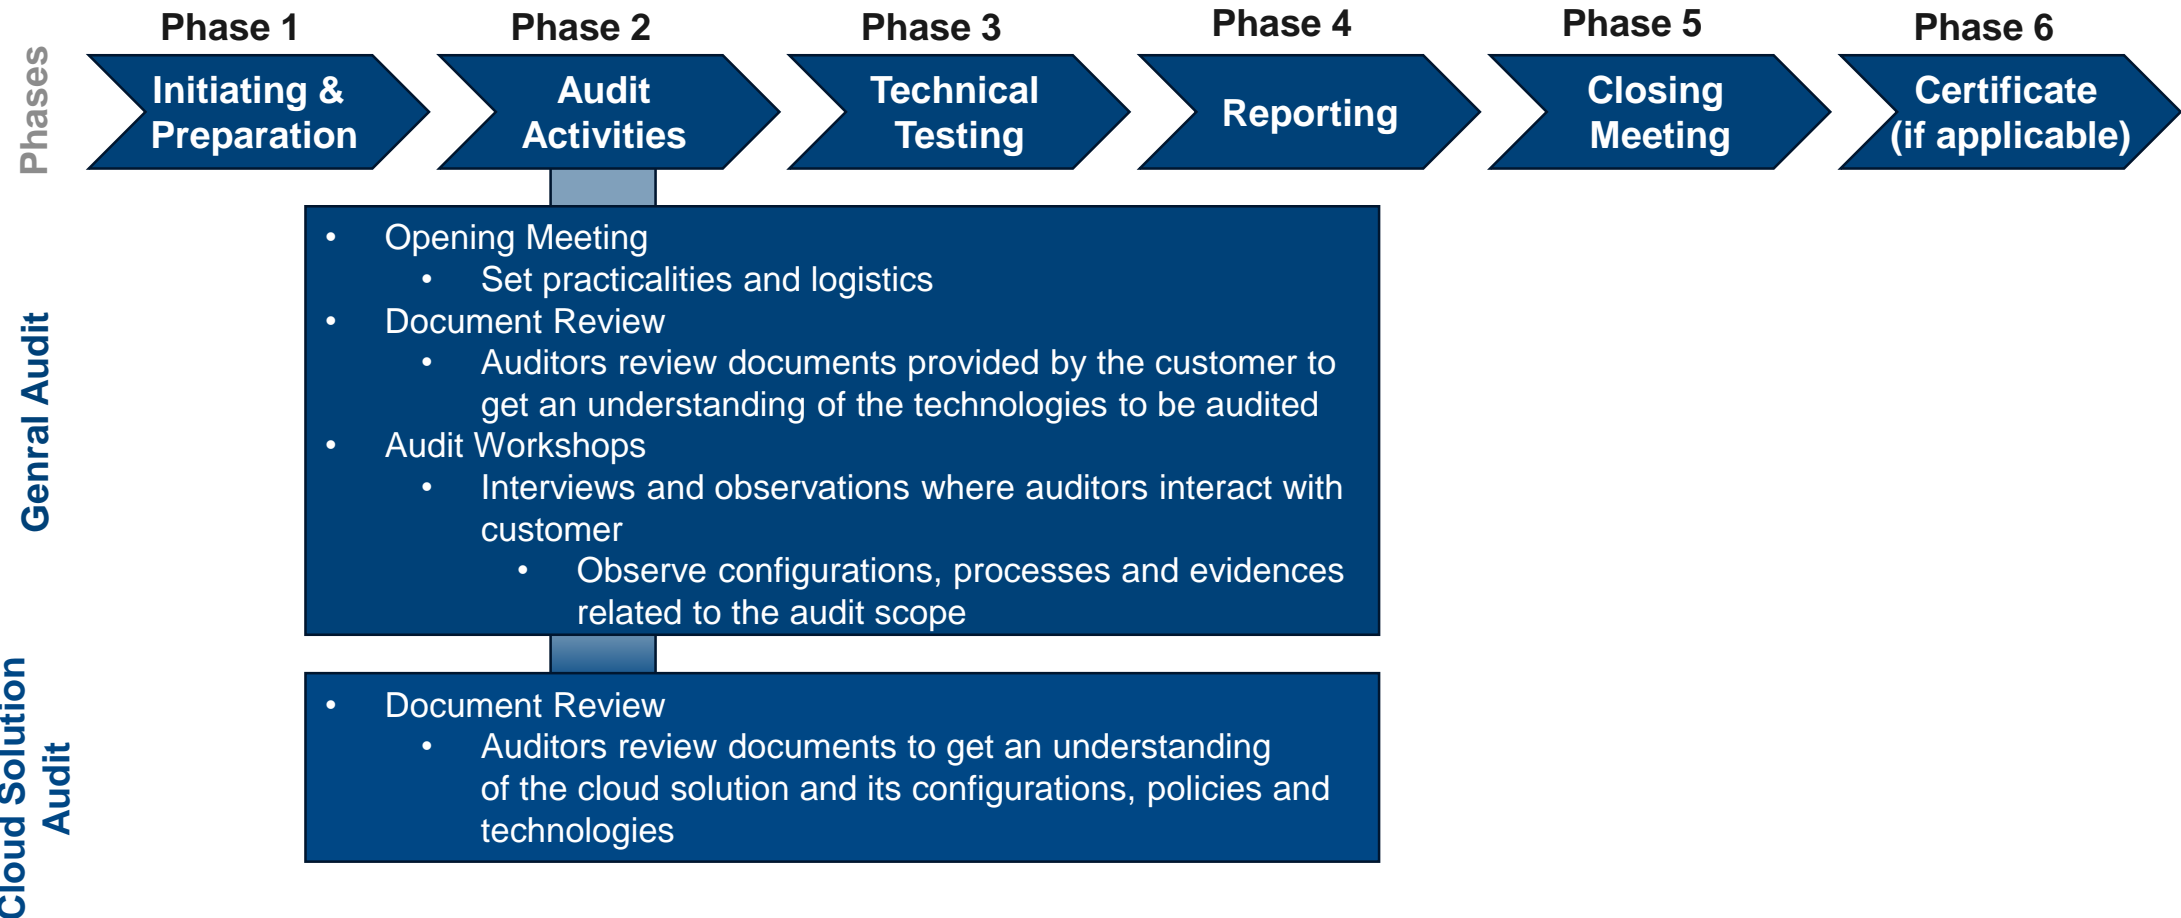 Phase 1
Phase 2
Phase 3
Phase 4
Phase 5
Phase 6
Phases
Initiating &
Preparation
Audit
Activities
Technical
Testing
Reporting
Closing
Meeting
Certificate
(if applicable)
Genral Audit
• Opening Meeting
• Set practicalities and logistics
• Document Review
• Auditors review documents provided by the customer to
get an understanding of the technologies to be audited
• Audit Workshops
• Interviews and observations where auditors interact with
customer
• Observe configurations, processes and evidences
related to the audit scope
Cloud Solution
Audit
• Document Review
• Auditors review documents to get an understanding
of the cloud solution and its configurations, policies and
technologies